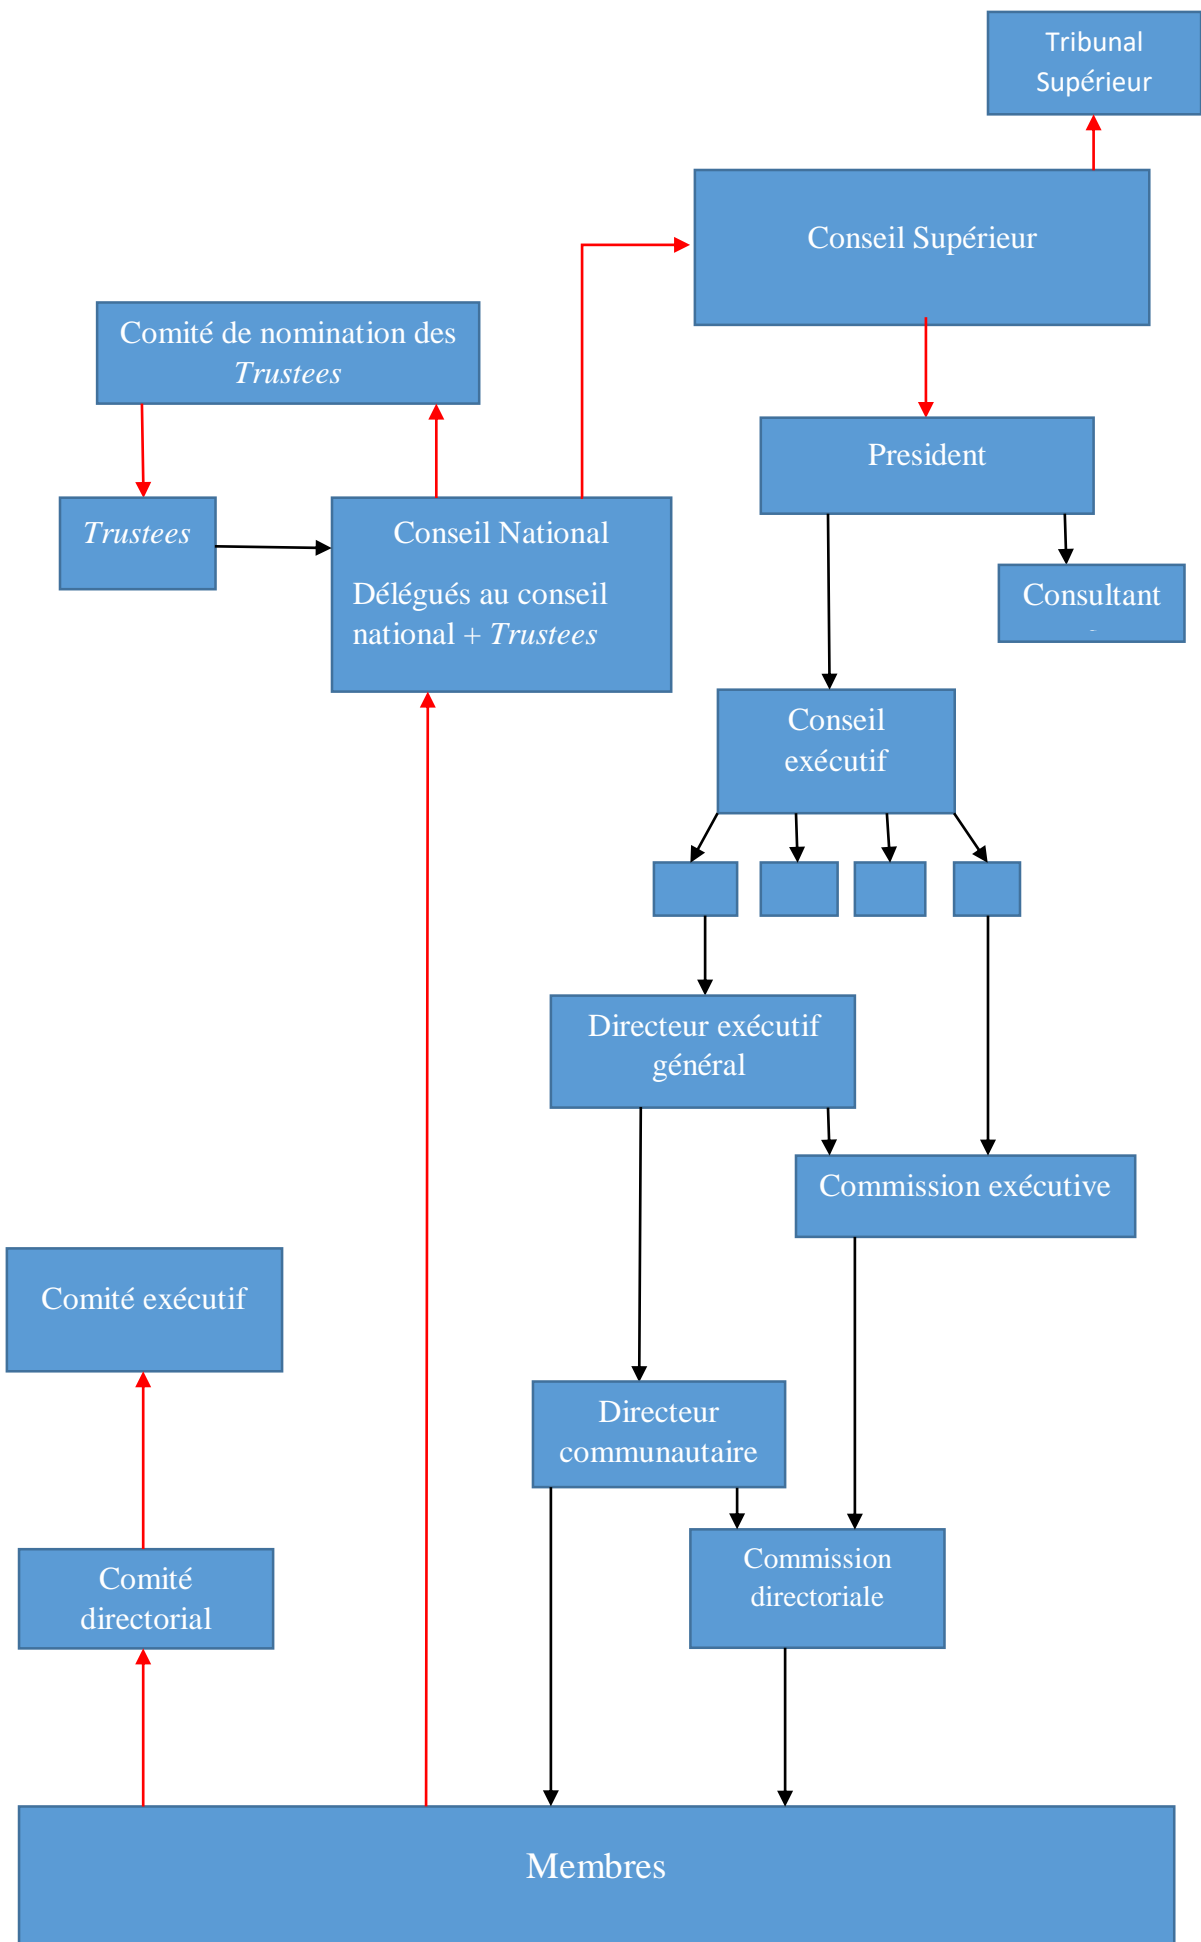 Tribunal
Supérieur
Conseil Supérieur
Comité de nomination des
Trustees
President
Trustees
Conseil National
Délégués au conseil
national + Trustees
Consultant
Conseil
exécutif
Directeur exécutif
général
Commission exécutive
Comité exécutif
Directeur
communautaire
Commission
directoriale
Comité
directorial
Membres